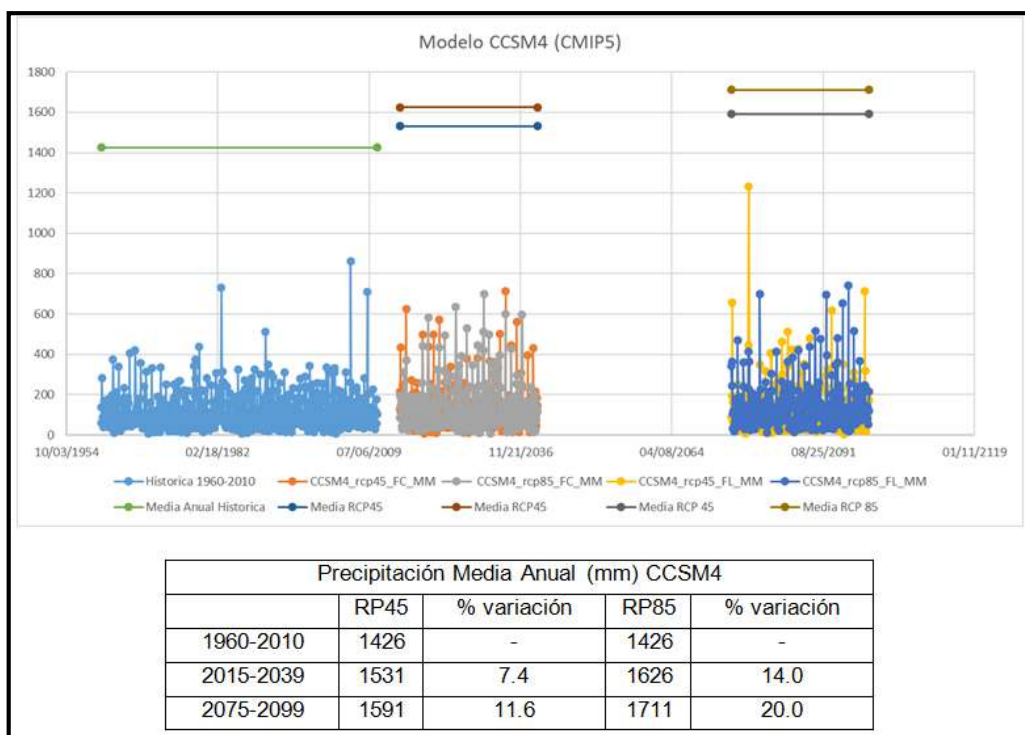 Modelo CCSM4 (CMIP5)
1800
1600
1400
1200
1000
800
600
400
200
0
10/03/1954 02/18/1982 07/06/2009 11/21/2036 04/08/2064 08/25/2091 01/11/2119
Historica 1960-2010 CCSM4_rcp45_FC_MM CCSM4_rcp85_FC_MM CCSM4_rcp45_FL_MM CCSM4_rcp85_FL_MM
Media Anual Historica Media RCP45 Media RCP45 Media RCP 45 Media RCP 85
Precipitación Media Anual (mm) CCSM4
RP45 % variación RP85 % variación
1960-2010 1426 - 1426 -
2015-2039 1531 7.4 1626 14.0
2075-2099 1591 11.6 1711 20.0